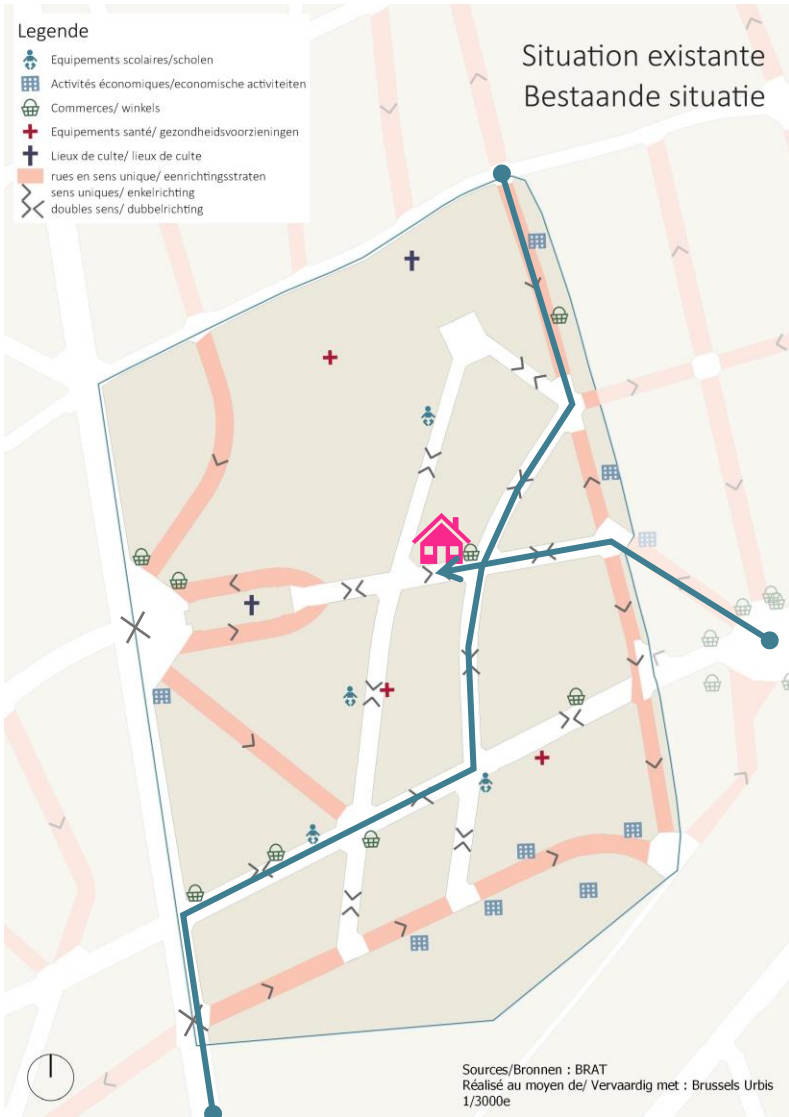 Legende
Equipements scolaires/scholen
Activités économiques/economische activiteiten
Commerces/ winkels
Equipements santé/ gezondheidsvoorzieningen
Lieux de culte/ lieux de culte
rues en sens unique/ eenrichtingsstraten
sens uniques/ enkelrichting
doubles sens/ dubbelrichting
Situation existante
Bestaande situatie
Sources/Bronnen : BRAT
Réalisé au moyen de/ Vervaardig met : Brussels Urbis
1/3000e